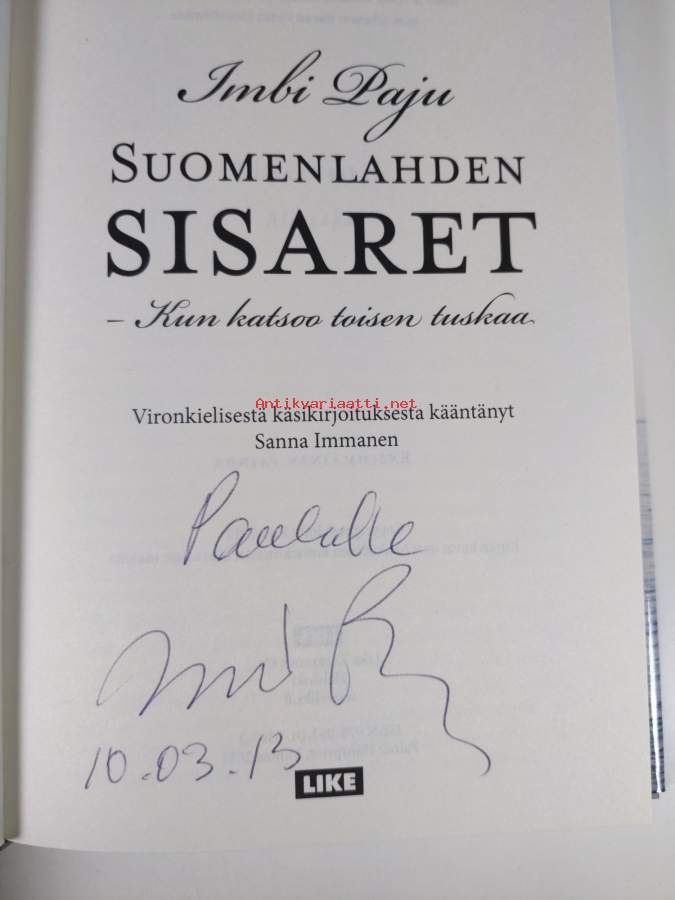 Imbi Paju
SUOMENLAHDEN
SISARET
– Kun katsoo toisen tuskaa
Antikvariaatti.net
Vironkielisestä käsikirjoituksesta kääntänyt
Sanna Immanen
10.03.13
LIKE